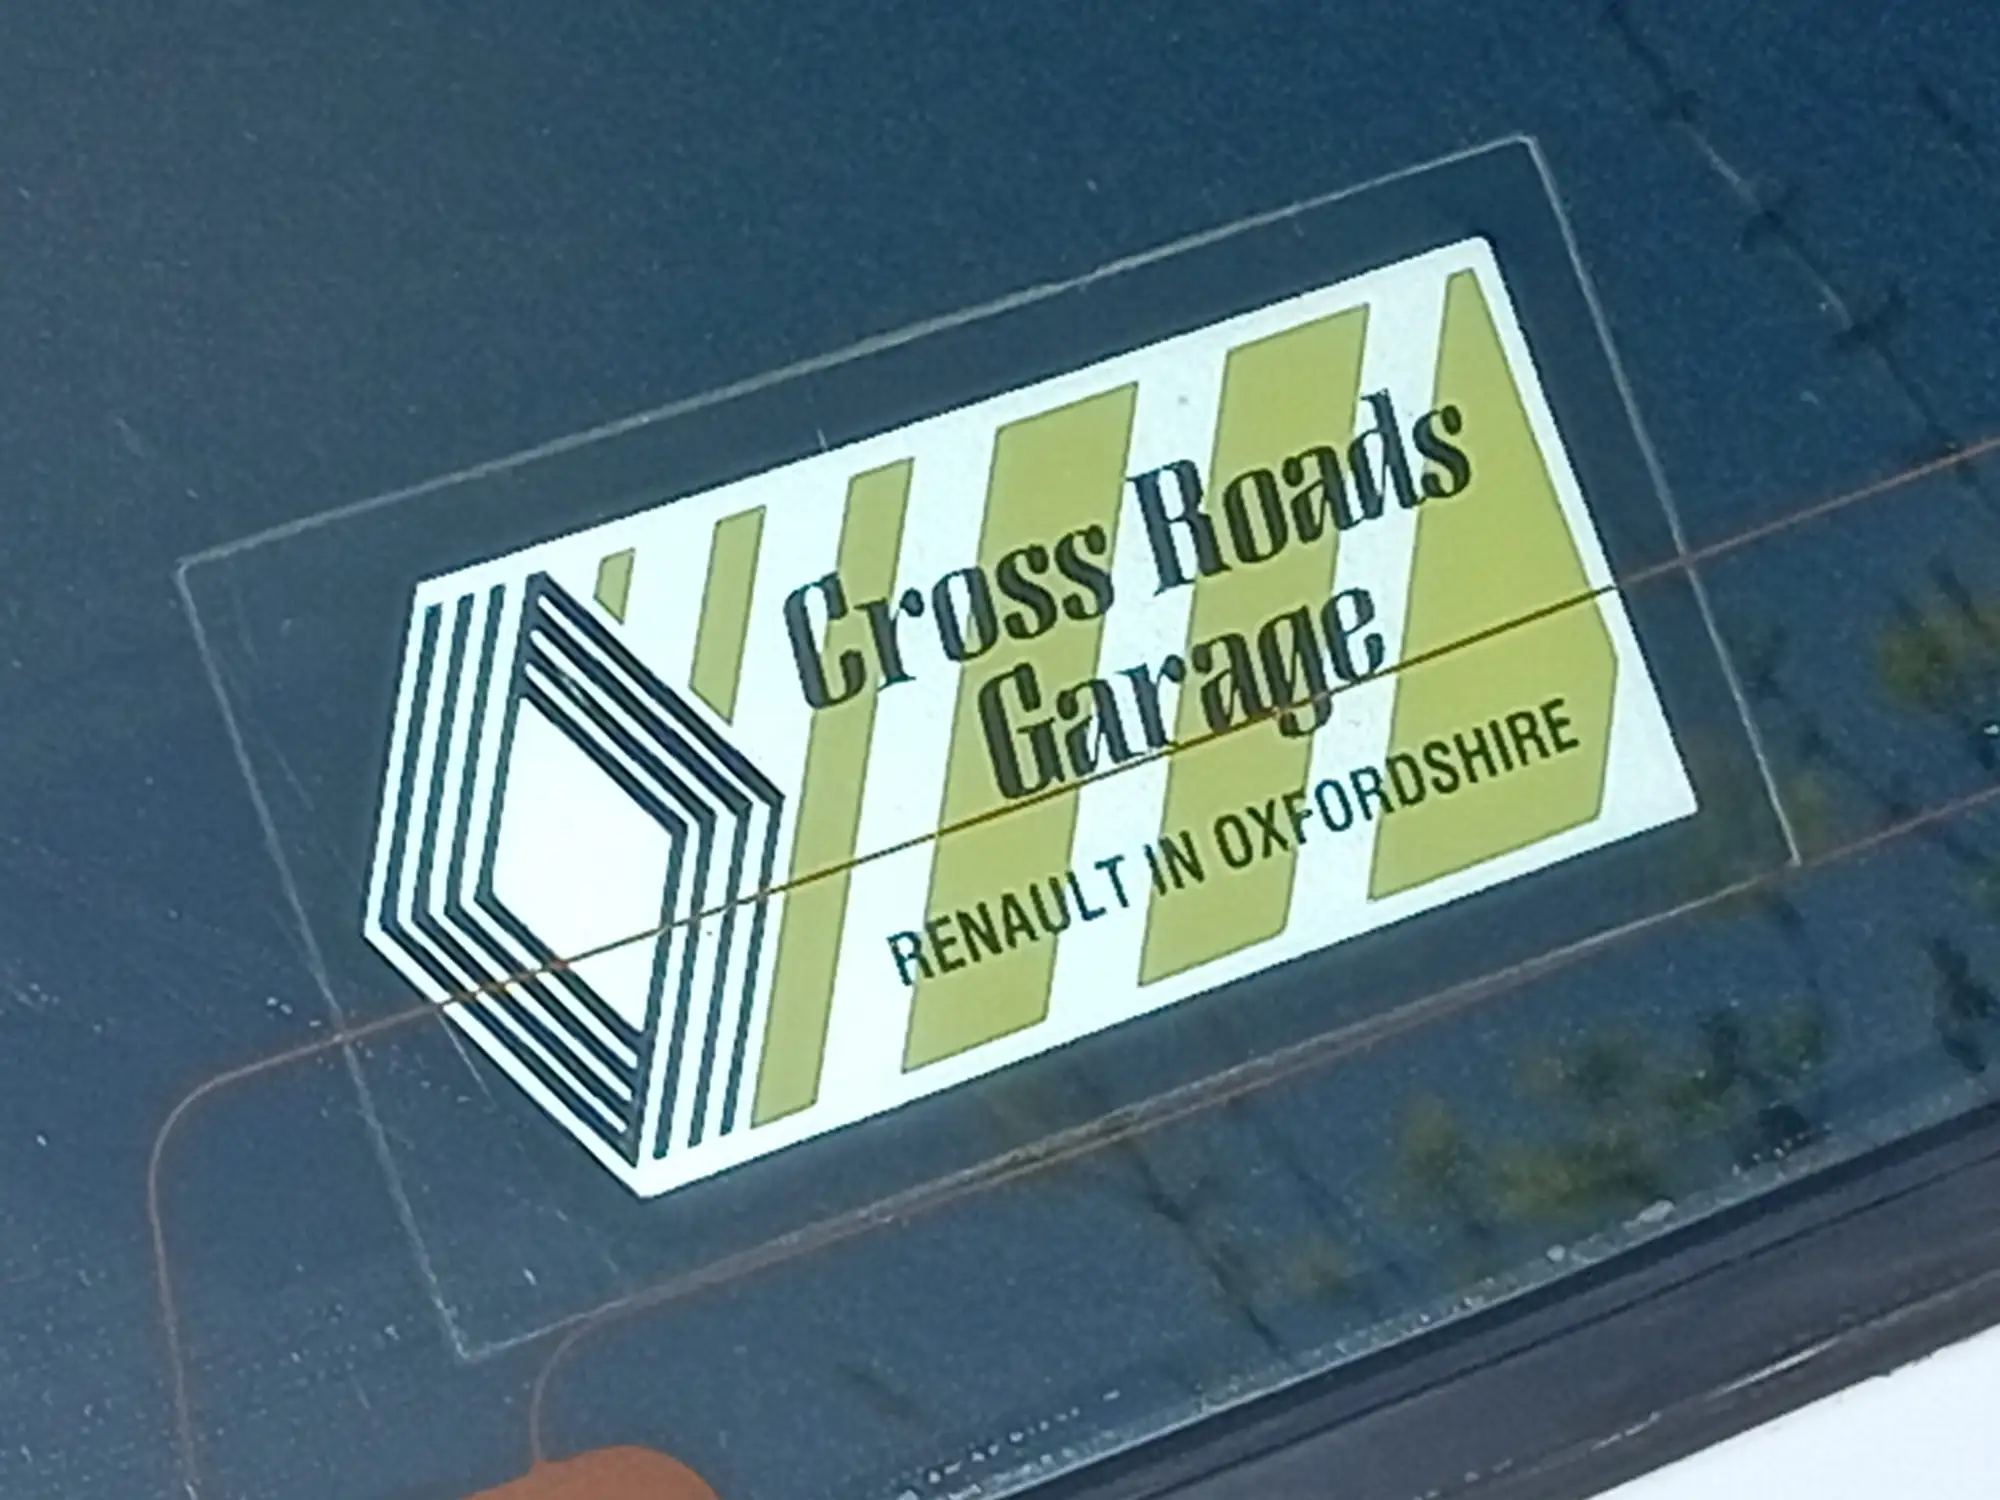 Cross Roads
Garage
RENAULT IN OXFORDSHIRE